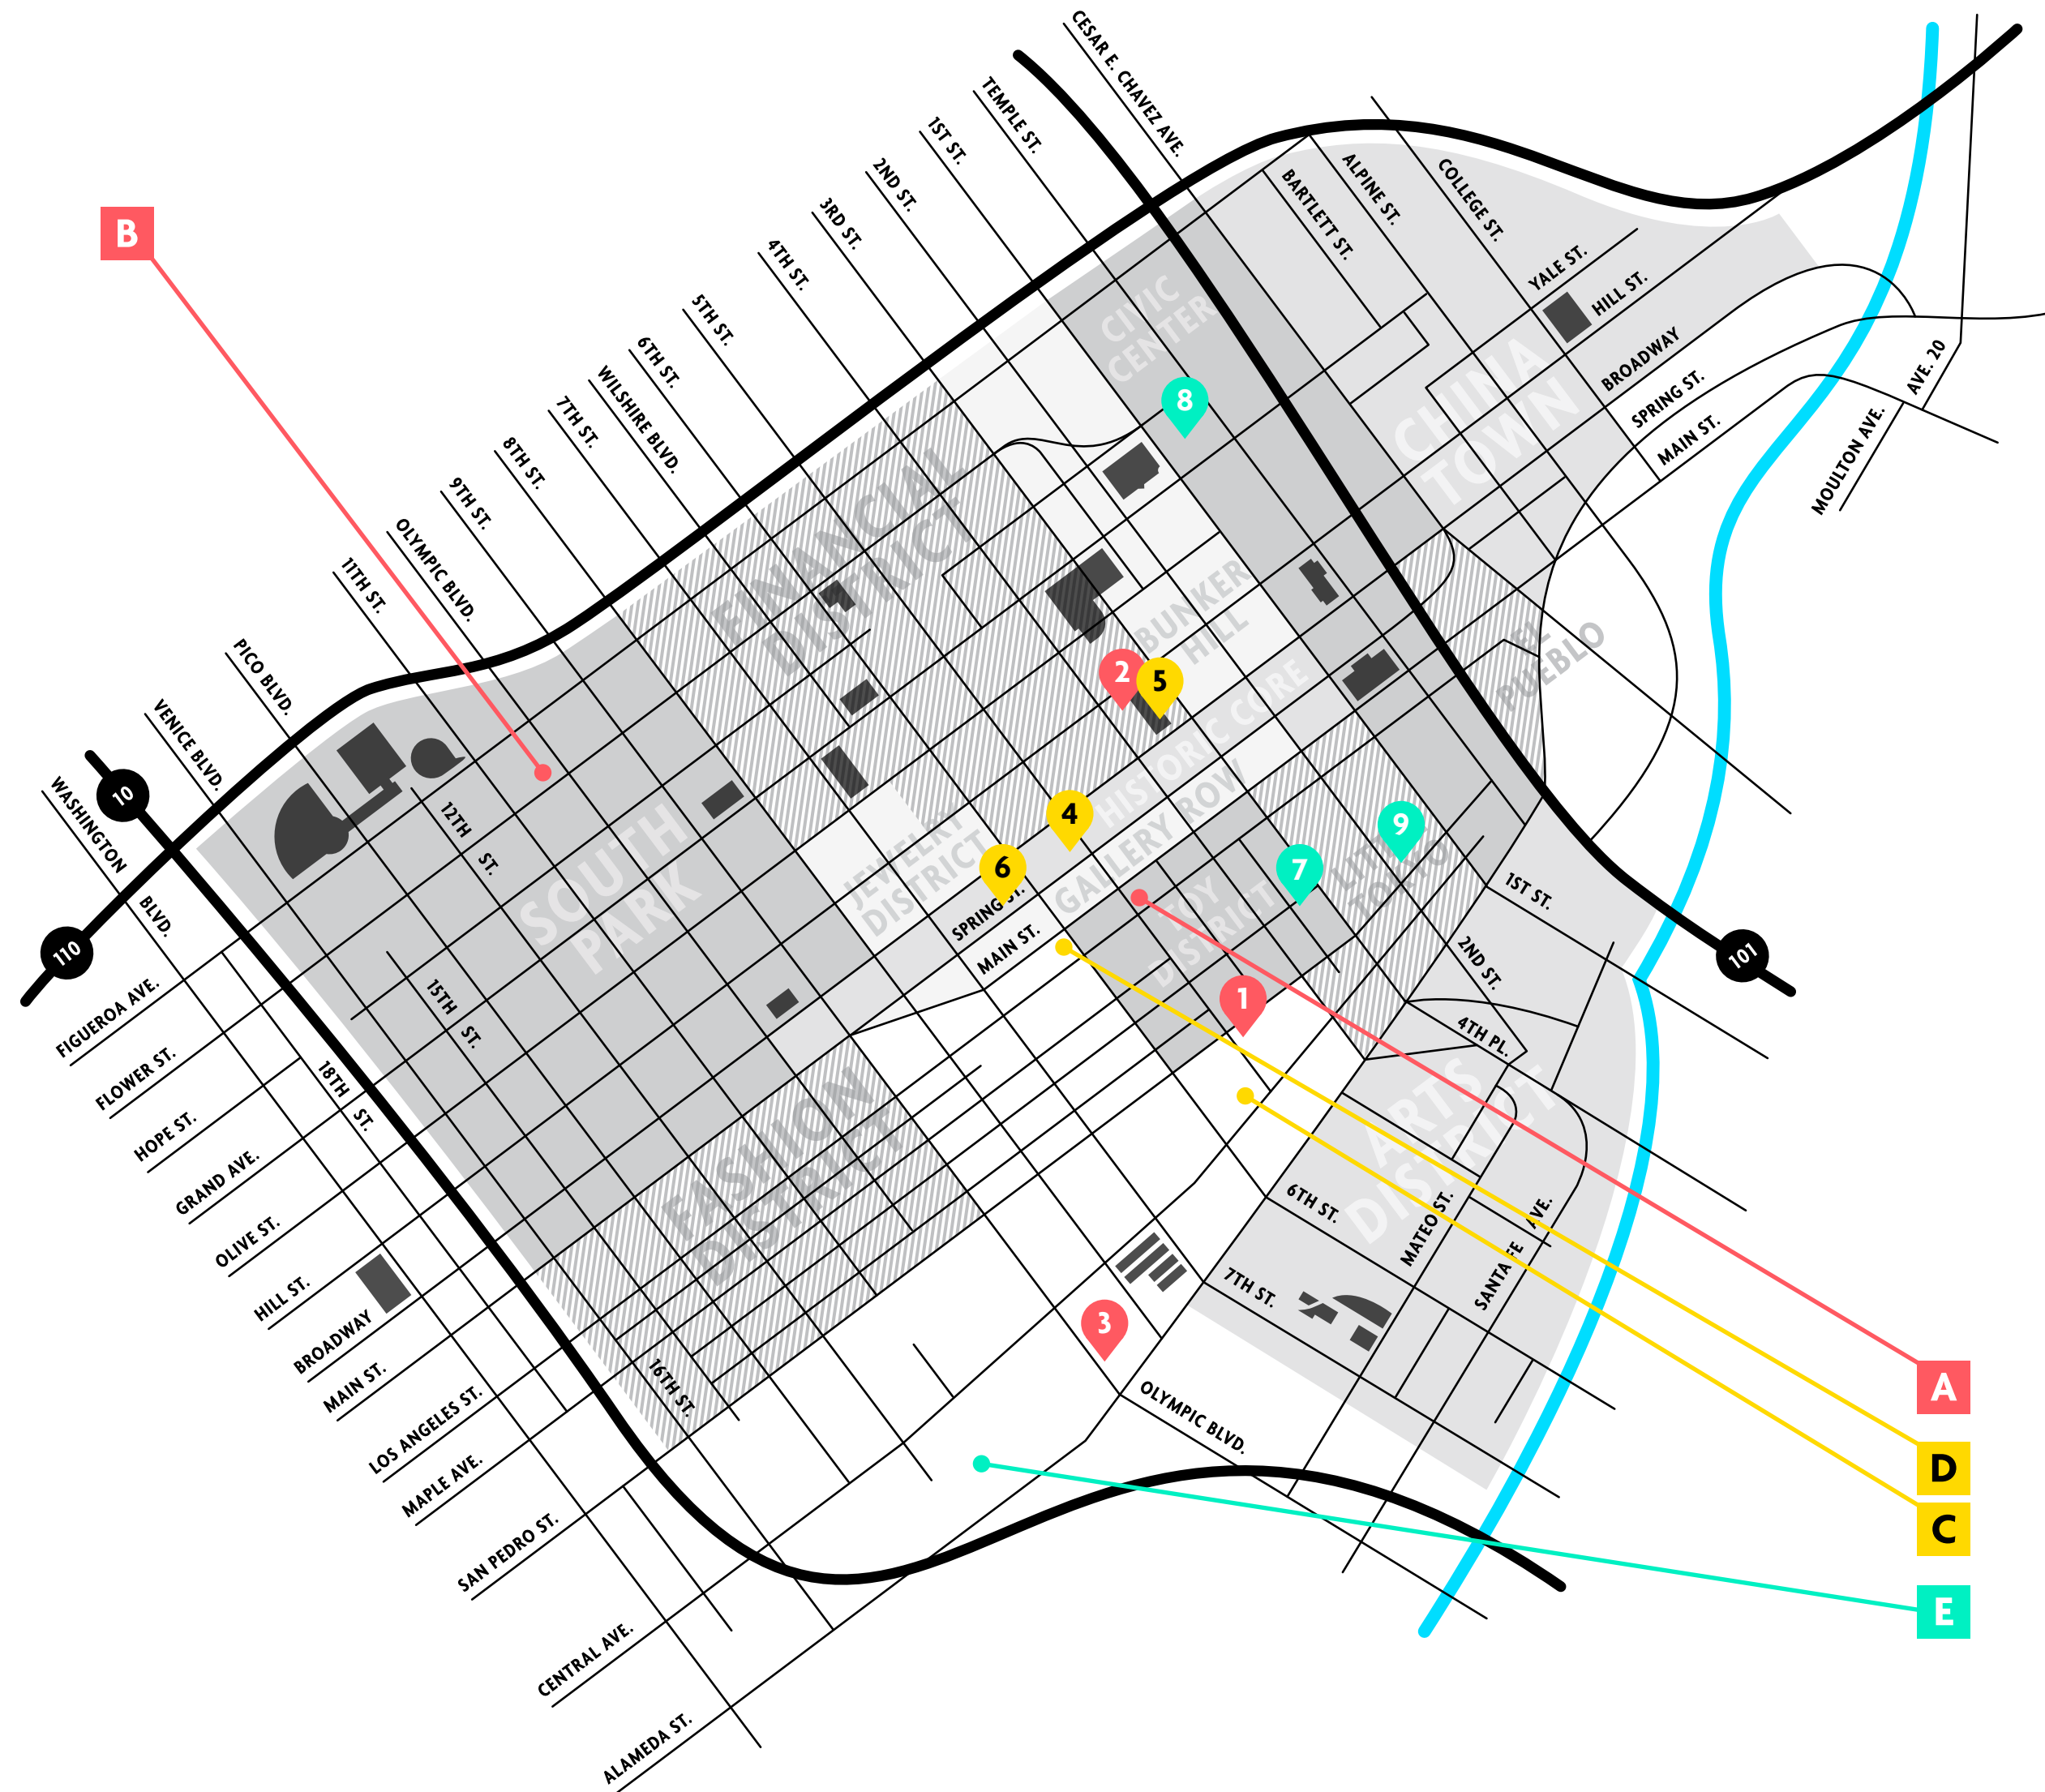 CESAR E. CHAVEZ AVE.
TEMPLE ST.
1ST ST.
2ND ST.
3RD ST.
4TH ST.
5TH ST.
6TH ST.
WILSHIRE BLVD.
7TH ST.
8TH ST.
9TH ST.
OLYMPIC BLVD.
11TH ST.
PICO BLVD.
VENICE BLVD.
WASHINGTON BLVD.
BARTLETT ST.
ALPINE ST.
COLLEGE ST.
YALE ST.
HILL ST.
BROADWAY
SPRING ST.
MAIN ST.
AVE. 20
MOULTON AVE.
B
CIVIC
CENTER
CHINA
TOWN
8
FINANCIAL
DISTRICT
BUNKER
HILL
EL
PUEBLO
2
5
HISTORIC CORE
GALLERY ROW
4
9
LITTLE
TOKYO
7
6
SOUTH
PARK
JEWELRY
DISTRICT
TOY
DISTRICT
SPRING ST.
MAIN ST.
12TH ST.
15TH ST.
18TH ST.
16TH ST.
10
110
101
1ST ST.
2ND ST.
4TH PL.
1
ARTS
DISTRICT
FASHION
DISTRICT
6TH ST.
7TH ST.
MATEO ST.
SANTA FE AVE.
3
OLYMPIC BLVD.
FIGUEROA AVE.
FLOWER ST.
HOPE ST.
GRAND AVE.
OLIVE ST.
HILL ST.
BROADWAY
MAIN ST.
LOS ANGELES ST.
MAPLE AVE.
SAN PEDRO ST.
CENTRAL AVE.
ALAMEDA ST.
A
D
C
E